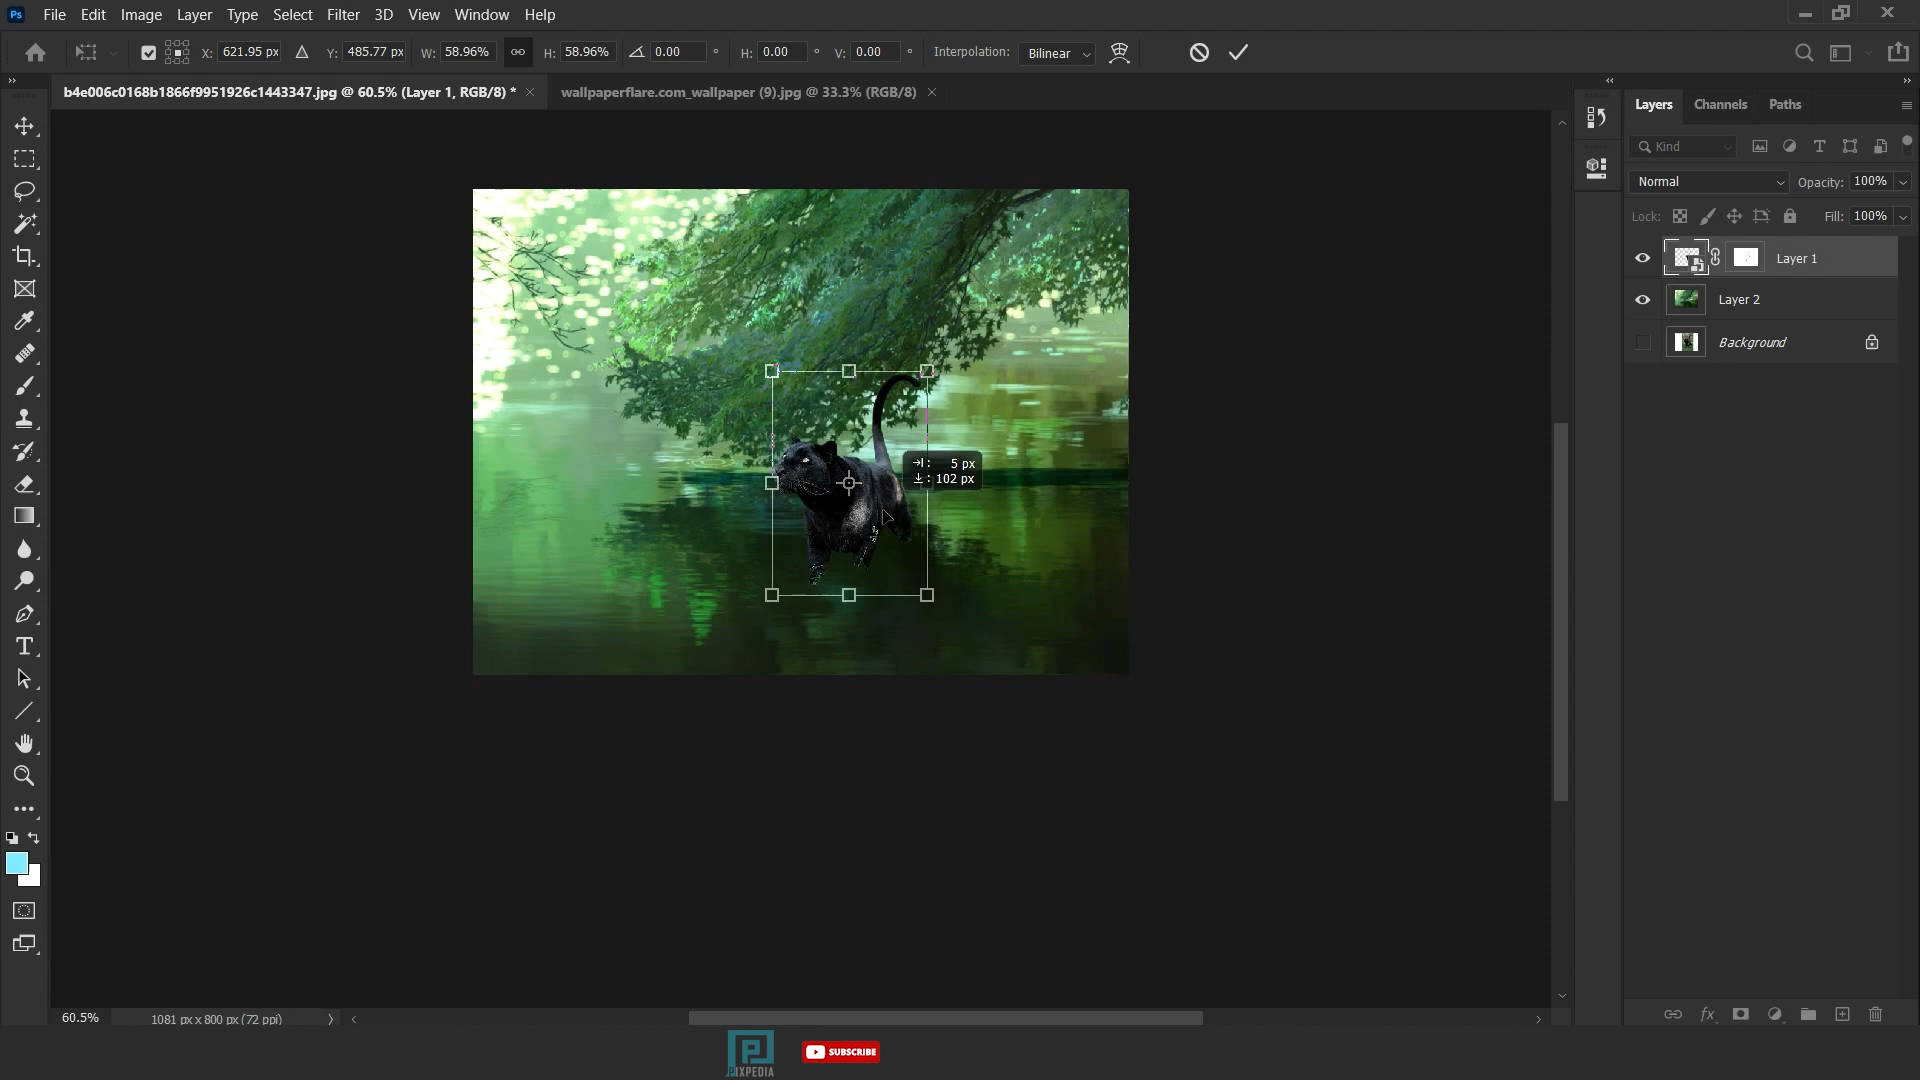 Ps File Edit Image Layer Type Select Filter 3D View Window Help
X: 621.95 px Y: 485.77 px W: 58.96% H: 58.96% 0.00 ° H: 0.00 ° V: 0.00 ° Interpolation: Bilinear
b4e006c0168b1866f9951926c1443347.jpg @ 60.5% (Layer 1, RGB/8) * wallpaperflare.com_wallpaper (9).jpg @ 33.3% (RGB/8)
Layers Channels Paths
Kind
Normal Opacity: 100%
Lock: Fill: 100%
Layer 1
Layer 2
Background
5 px
102 px
60.5% 1081 px x 800 px (72 ppi)
PIXPEDIA
SUBSCRIBE